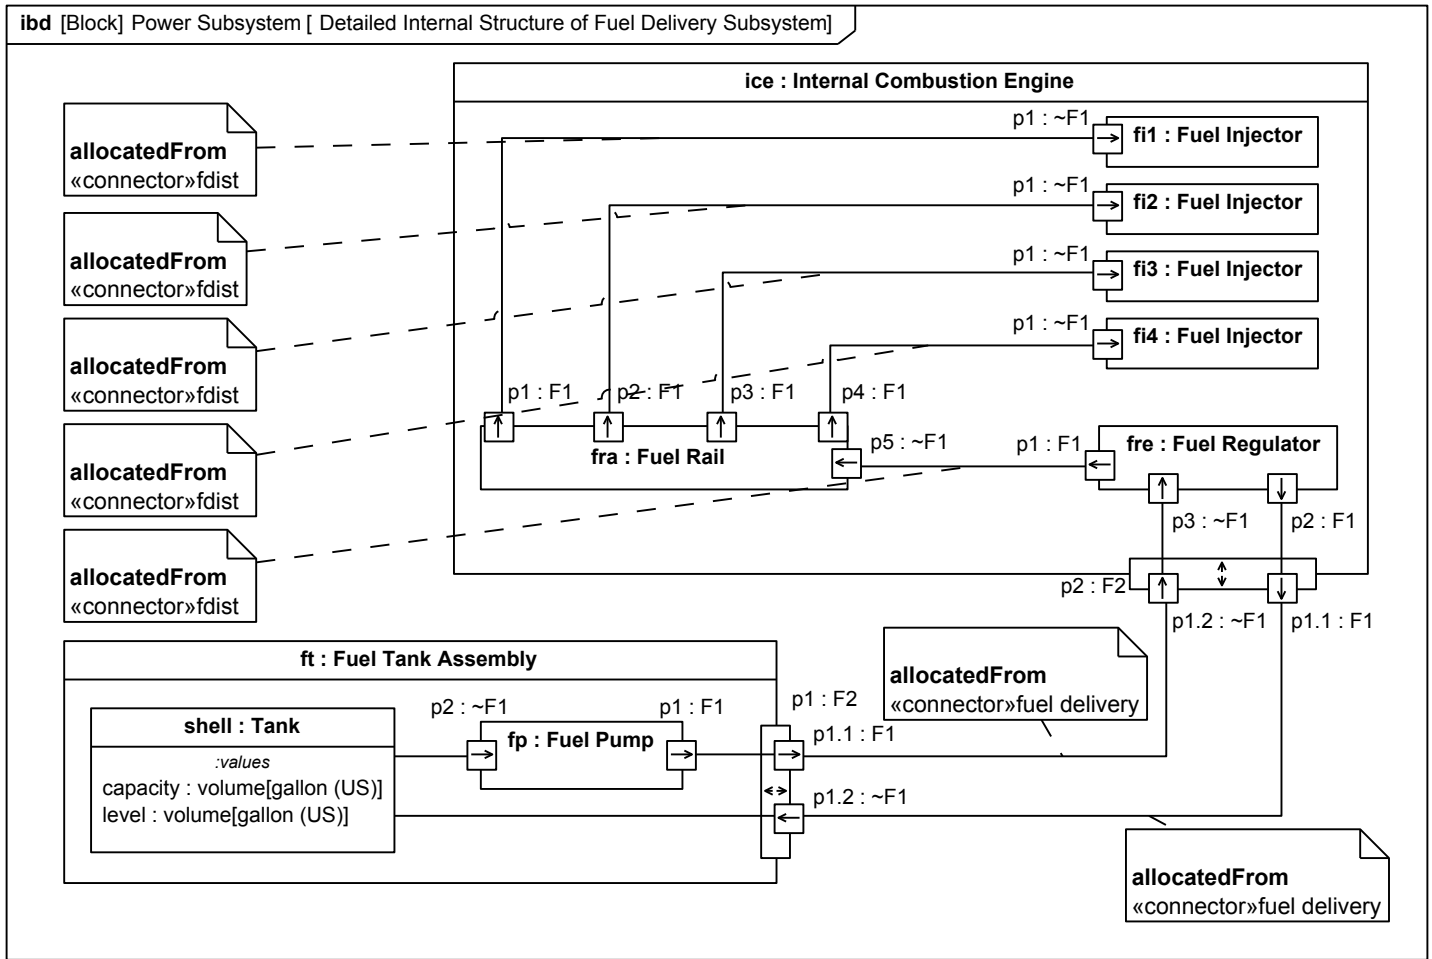 ibd [Block] Power Subsystem [ Detailed Internal Structure of Fuel Delivery Subsystem]
ice : Internal Combustion Engine
allocatedFrom
«connector»fdist
allocatedFrom
«connector»fdist
allocatedFrom
«connector»fdist
allocatedFrom
«connector»fdist
allocatedFrom
«connector»fdist
p1 : ~F1
fi1 : Fuel Injector
p1 : ~F1
fi2 : Fuel Injector
p1 : ~F1
fi3 : Fuel Injector
p1 : ~F1
fi4 : Fuel Injector
p1 : F1
p2 : F1
p3 : F1
p4 : F1
fra : Fuel Rail
p5 : ~F1
p1 : F1
fre : Fuel Regulator
p3 : ~F1
p2 : F1
p2 : F2
p1.2 : ~F1
p1.1 : F1
ft : Fuel Tank Assembly
shell : Tank
:values
capacity : volume[gallon (US)]
level : volume[gallon (US)]
p2 : ~F1
p1 : F1
fp : Fuel Pump
p1 : F2
p1.1 : F1
p1.2 : ~F1
allocatedFrom
«connector»fuel delivery
allocatedFrom
«connector»fuel delivery